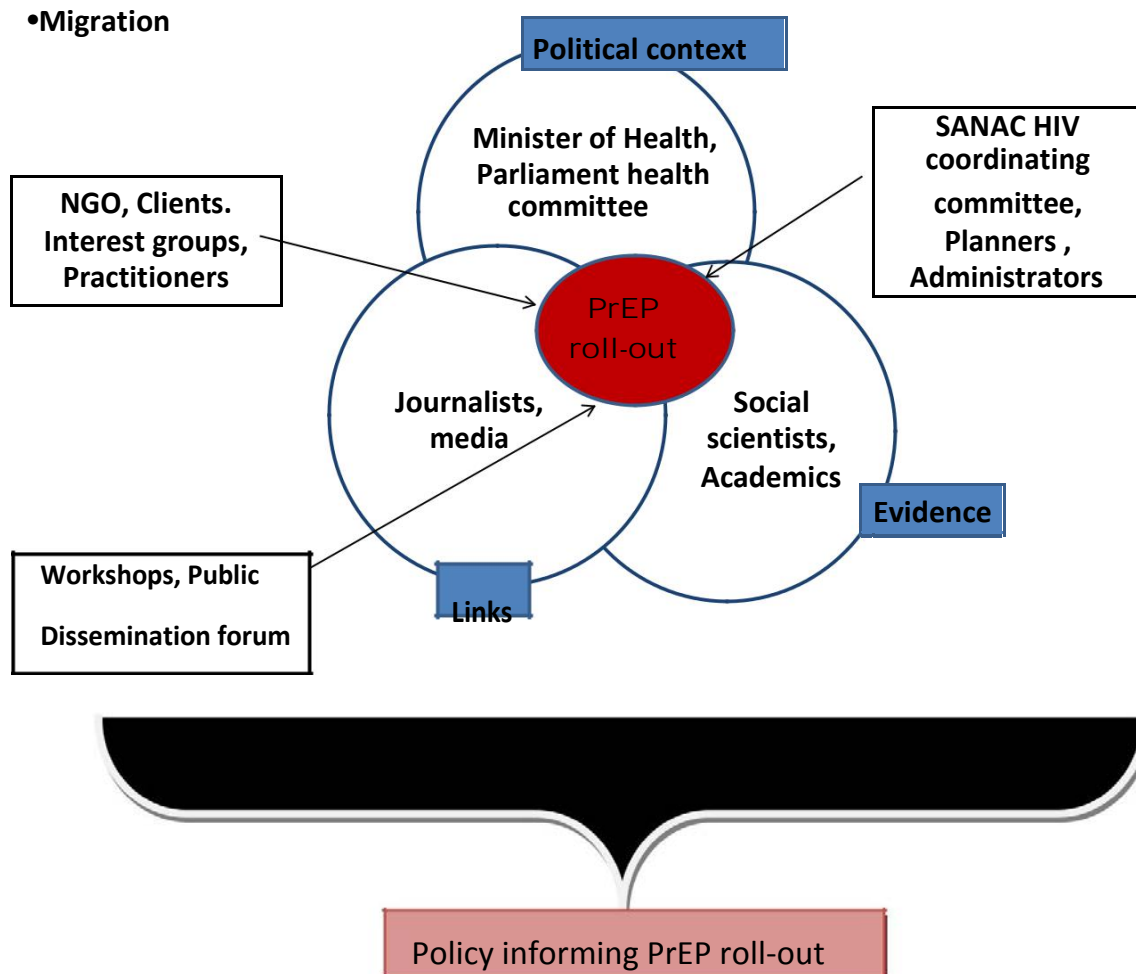 •Migration
Political context
Minister of Health,
Parliament health
committee
SANAC HIV
coordinating
committee,
Planners ,
Administrators
NGO, Clients.
Interest groups,
Practitioners
PrEP
roll-out
Journalists,
media
Social
scientists,
Academics
Evidence
Workshops, Public
Dissemination forum
Links
Policy informing PrEP roll-out